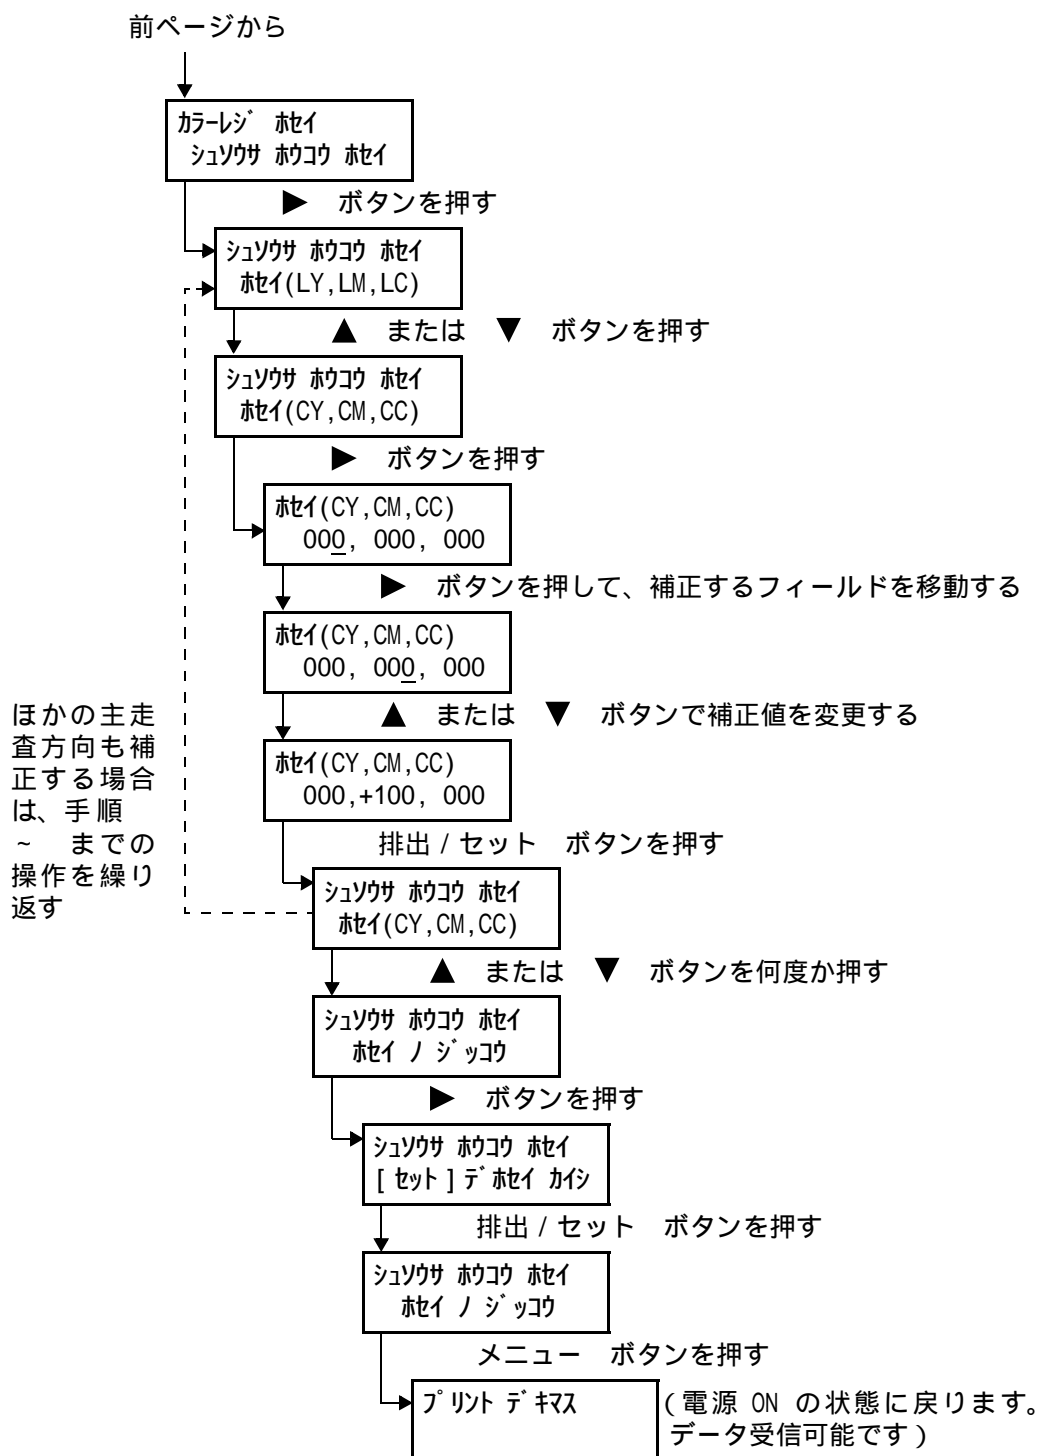 前ページから
ｶﾗｰﾚｼﾞ ﾎｾｲ
ｼｭｿｳｻ ﾎｳｺｳ ﾎｾｲ
▶ ボタンを押す
ｼｭｿｳｻ ﾎｳｺｳ ﾎｾｲ
ﾎｾｲ(LY,LM,LC)
▲ または ▼ ボタンを押す
ｼｭｿｳｻ ﾎｳｺｳ ﾎｾｲ
ﾎｾｲ(CY,CM,CC)
▶ ボタンを押す
ﾎｾｲ(CY,CM,CC)
000, 000, 000
▶ ボタンを押して、補正するフィールドを移動する
ﾎｾｲ(CY,CM,CC)
000, 000, 000
▲ または ▼ ボタンで補正値を変更する
ﾎｾｲ(CY,CM,CC)
000,+100, 000
排出 / セット ボタンを押す
ほかの主走
査方向も補
正する場合
は、手順
~ までの
操作を繰り
返す
ｼｭｿｳｻ ﾎｳｺｳ ﾎｾｲ
ﾎｾｲ(CY,CM,CC)
▲ または ▼ ボタンを何度か押す
ｼｭｿｳｻ ﾎｳｺｳ ﾎｾｲ
ﾎｾｲ ﾉ ｼﾞｯｺｳ
▶ ボタンを押す
ｼｭｿｳｻ ﾎｳｺｳ ﾎｾｲ
[ ｾｯﾄ ] ﾃﾞ ﾎｾｲ ｶｲｼ
排出 / セット ボタンを押す
ｼｭｿｳｻ ﾎｳｺｳ ﾎｾｲ
ﾎｾｲ ﾉ ｼﾞｯｺｳ
メニュー ボタンを押す
ﾌﾟﾘﾝﾄ ﾃﾞｷﾏｽ
(電源 ON の状態に戻ります。
データ受信可能です)